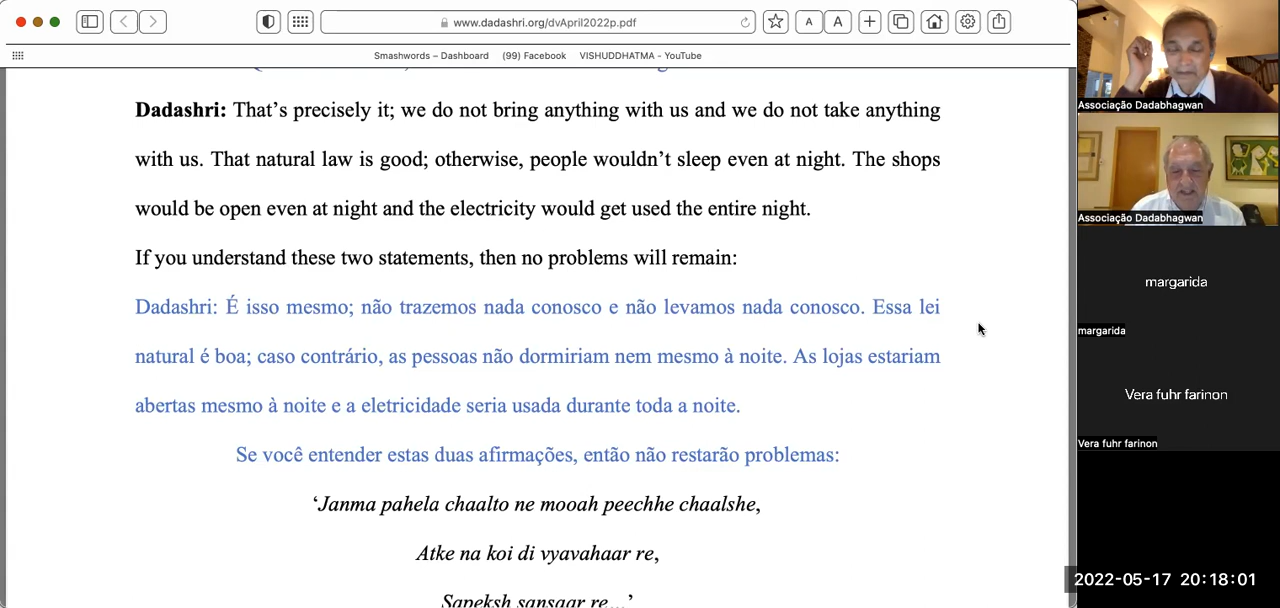 www.dadashri.org/dvApril2022p.pdf
A A
Smashwords – Dashboard (99) Facebook VISHUDDHATMA - YouTube
Dadashri: That's precisely it; we do not bring anything with us and we do not take anything
with us. That natural law is good; otherwise, people wouldn't sleep even at night. The shops
would be open even at night and the electricity would get used the entire night.
If you understand these two statements, then no problems will remain:
Dadashri: É isso mesmo; não trazemos nada conosco e não levamos nada conosco. Essa lei
natural é boa; caso contrário, as pessoas não dormiriam nem mesmo à noite. As lojas estariam
abertas mesmo à noite e a eletricidade seria usada durante toda a noite.
Se você entender estas duas afirmações, então não restarão problemas:
‘Janma pahela chaalto ne mooah peechhe chaalshe,
Atke na koi di vyavahaar re,
Sapeksh sansaar re...’
Associação Dadabhagwan
Associação Dadabhagwan
margarida
margarida
Vera fuhr farinon
Vera fuhr farinon
2022-05-17 20:18:01